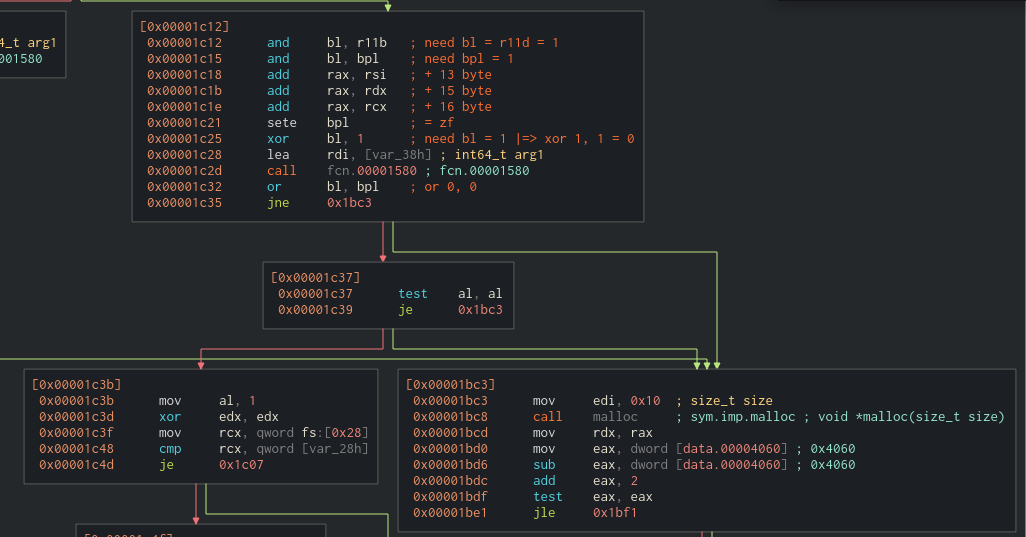 4_t arg1
001580
[0x00001c12]
0x00001c12 and bl, r11b ; need bl = r11d = 1
0x00001c15 and bl, bpl ; need bpl = 1
0x00001c18 add rax, rsi ; + 13 byte
0x00001c1b add rax, rdx ; + 15 byte
0x00001c1e add rax, rcx ; + 16 byte
0x00001c21 sete bpl ; = zf
0x00001c25 xor bl, 1 ; need bl = 1 |=> xor 1, 1 = 0
0x00001c28 lea rdi, [var_38h] ; int64_t arg1
0x00001c2d call fcn.00001580 ; fcn.00001580
0x00001c32 or bl, bpl ; or 0, 0
0x00001c35 jne 0x1bc3
[0x00001c37]
0x00001c37 test al, al
0x00001c39 je 0x1bc3
[0x00001c3b]
0x00001c3b mov al, 1
0x00001c3d xor edx, edx
0x00001c3f mov rcx, qword fs:[0x28]
0x00001c48 cmp rcx, qword [var_28h]
0x00001c4d je 0x1c07
[0x00001bc3]
0x00001bc3 mov edi, 0x10 ; size_t size
0x00001bc8 call malloc ; sym.imp.malloc ; void *malloc(size_t size)
0x00001bcd mov rdx, rax
0x00001bd0 mov eax, dword [data.00004060] ; 0x4060
0x00001bd6 sub eax, dword [data.00004060] ; 0x4060
0x00001bdc add eax, 2
0x00001bdf test eax, eax
0x00001be1 jle 0x1bf1